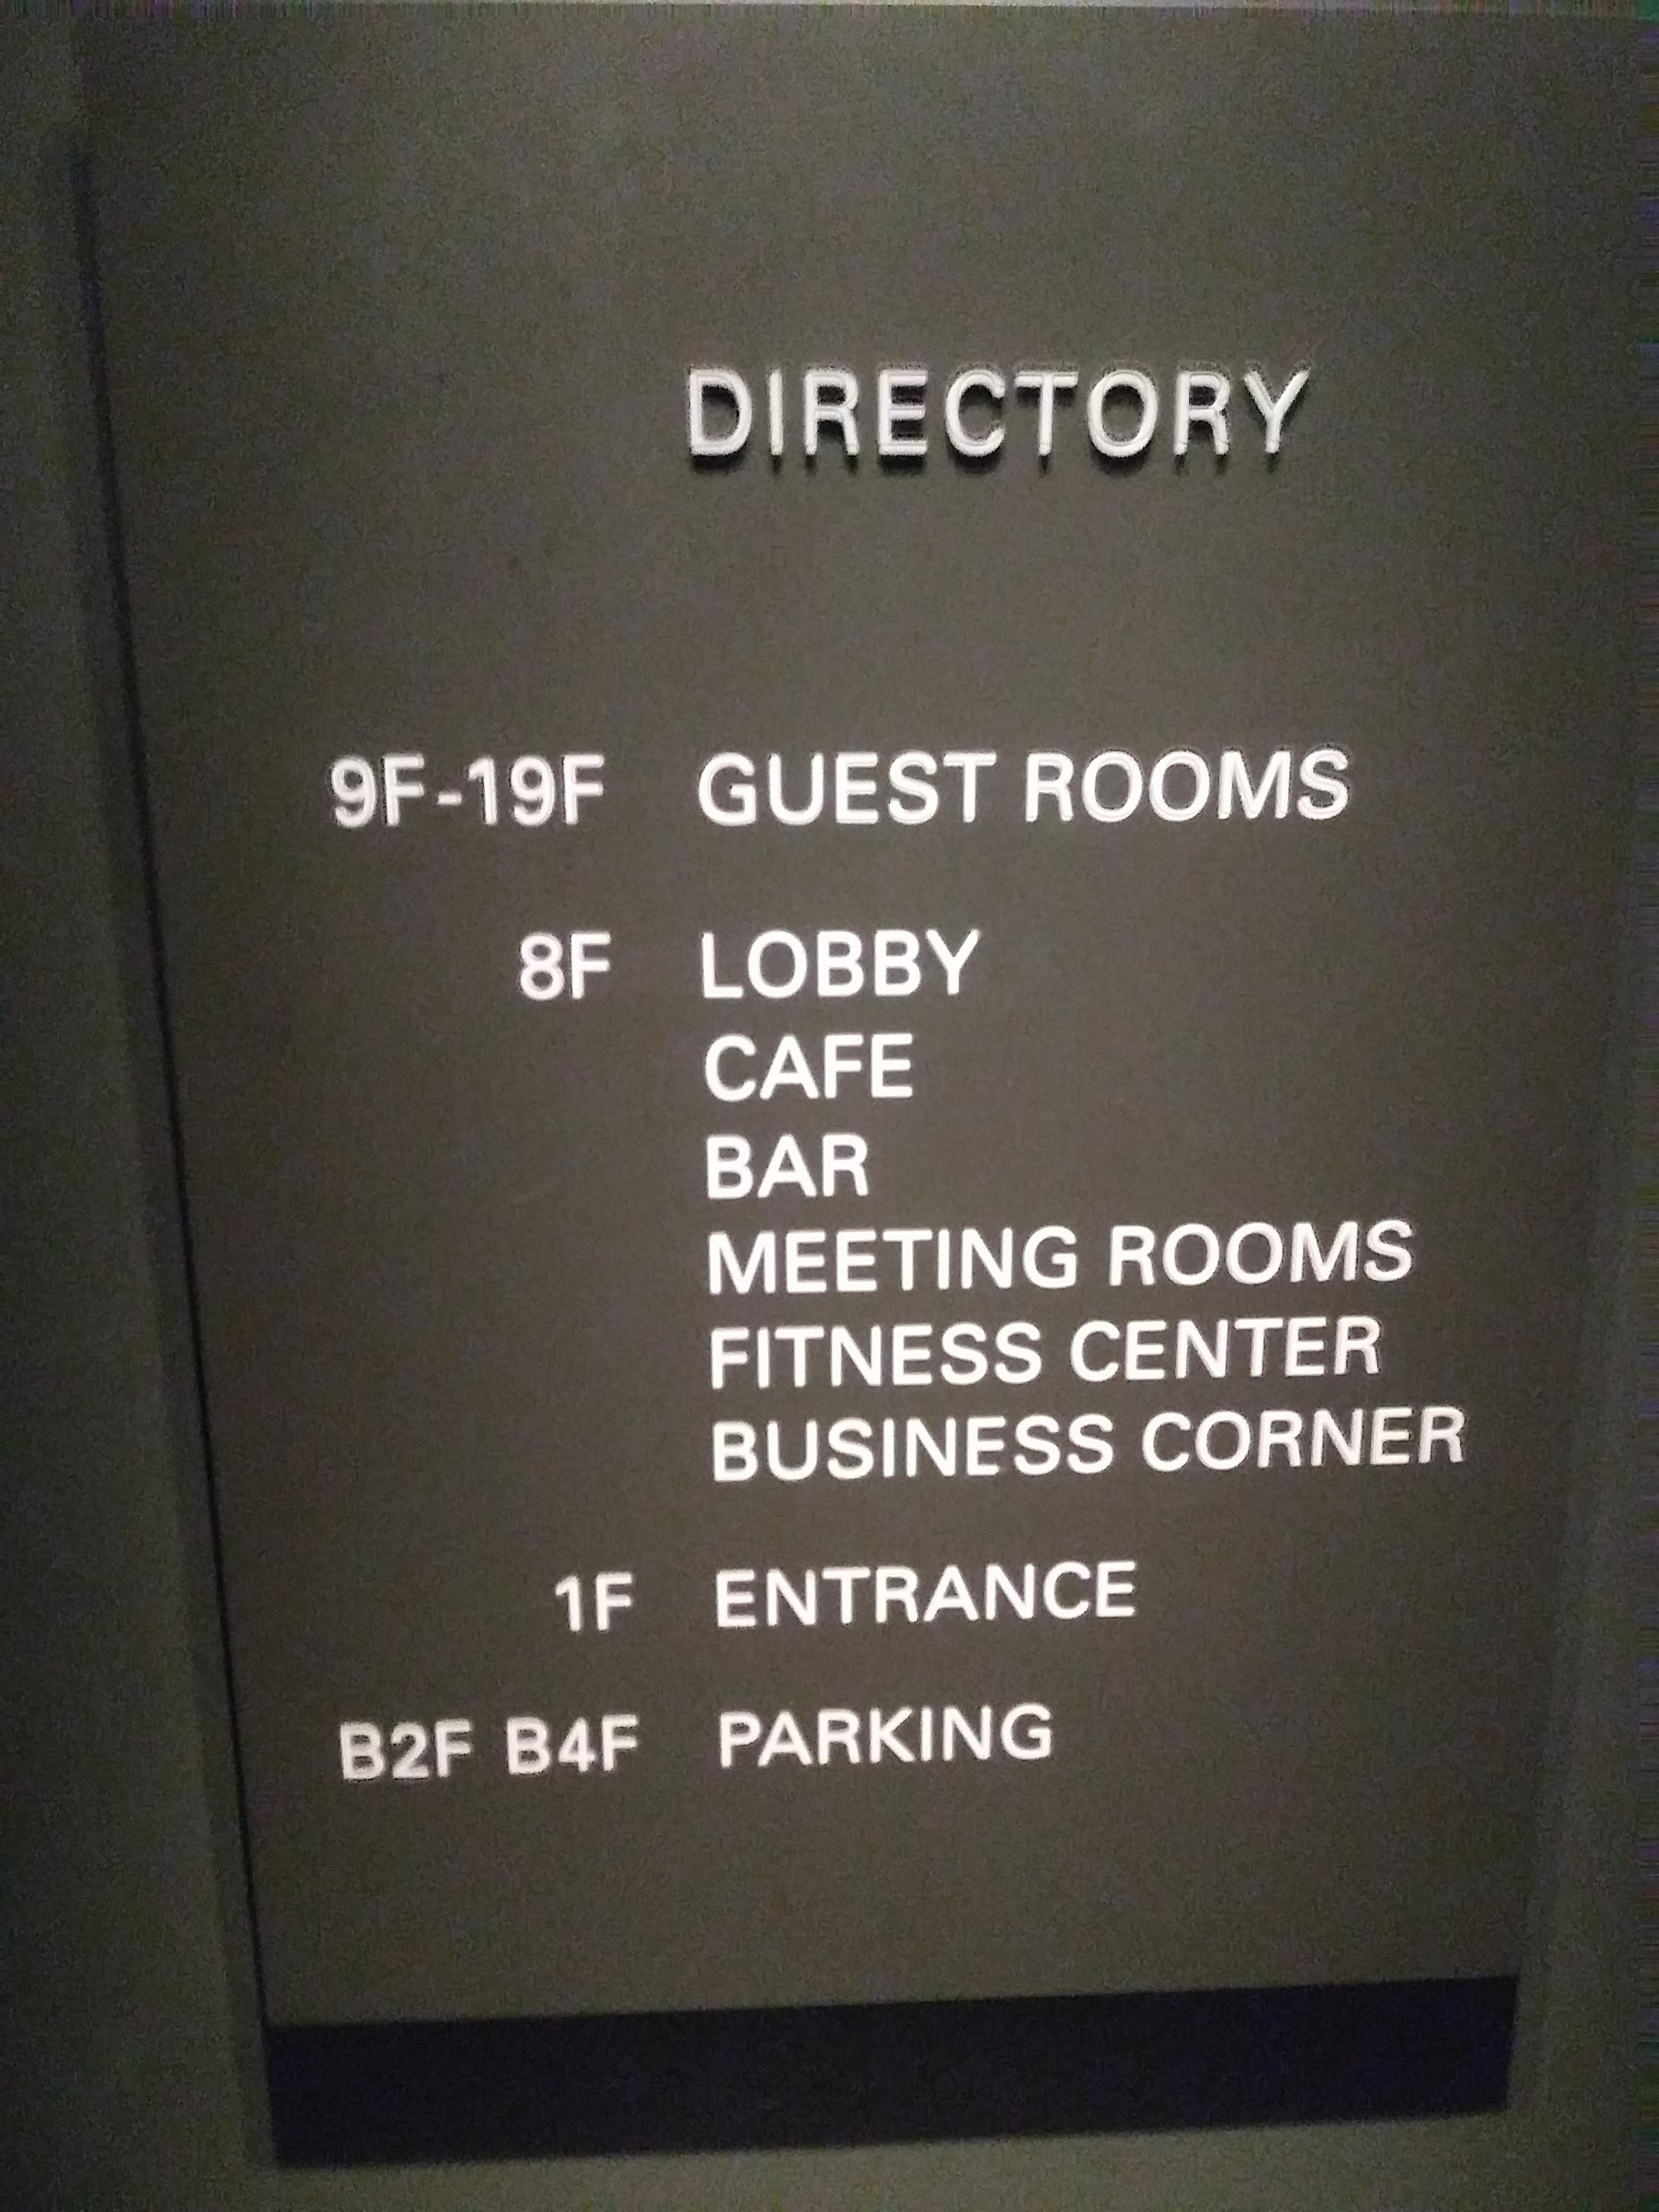 DIRECTORY
9F-19F GUEST ROOMS
8F LOBBY
CAFE
BAR
MEETING ROOMS
FITNESS CENTER
BUSINESS CORNER
1F ENTRANCE
B2F B4F PARKING